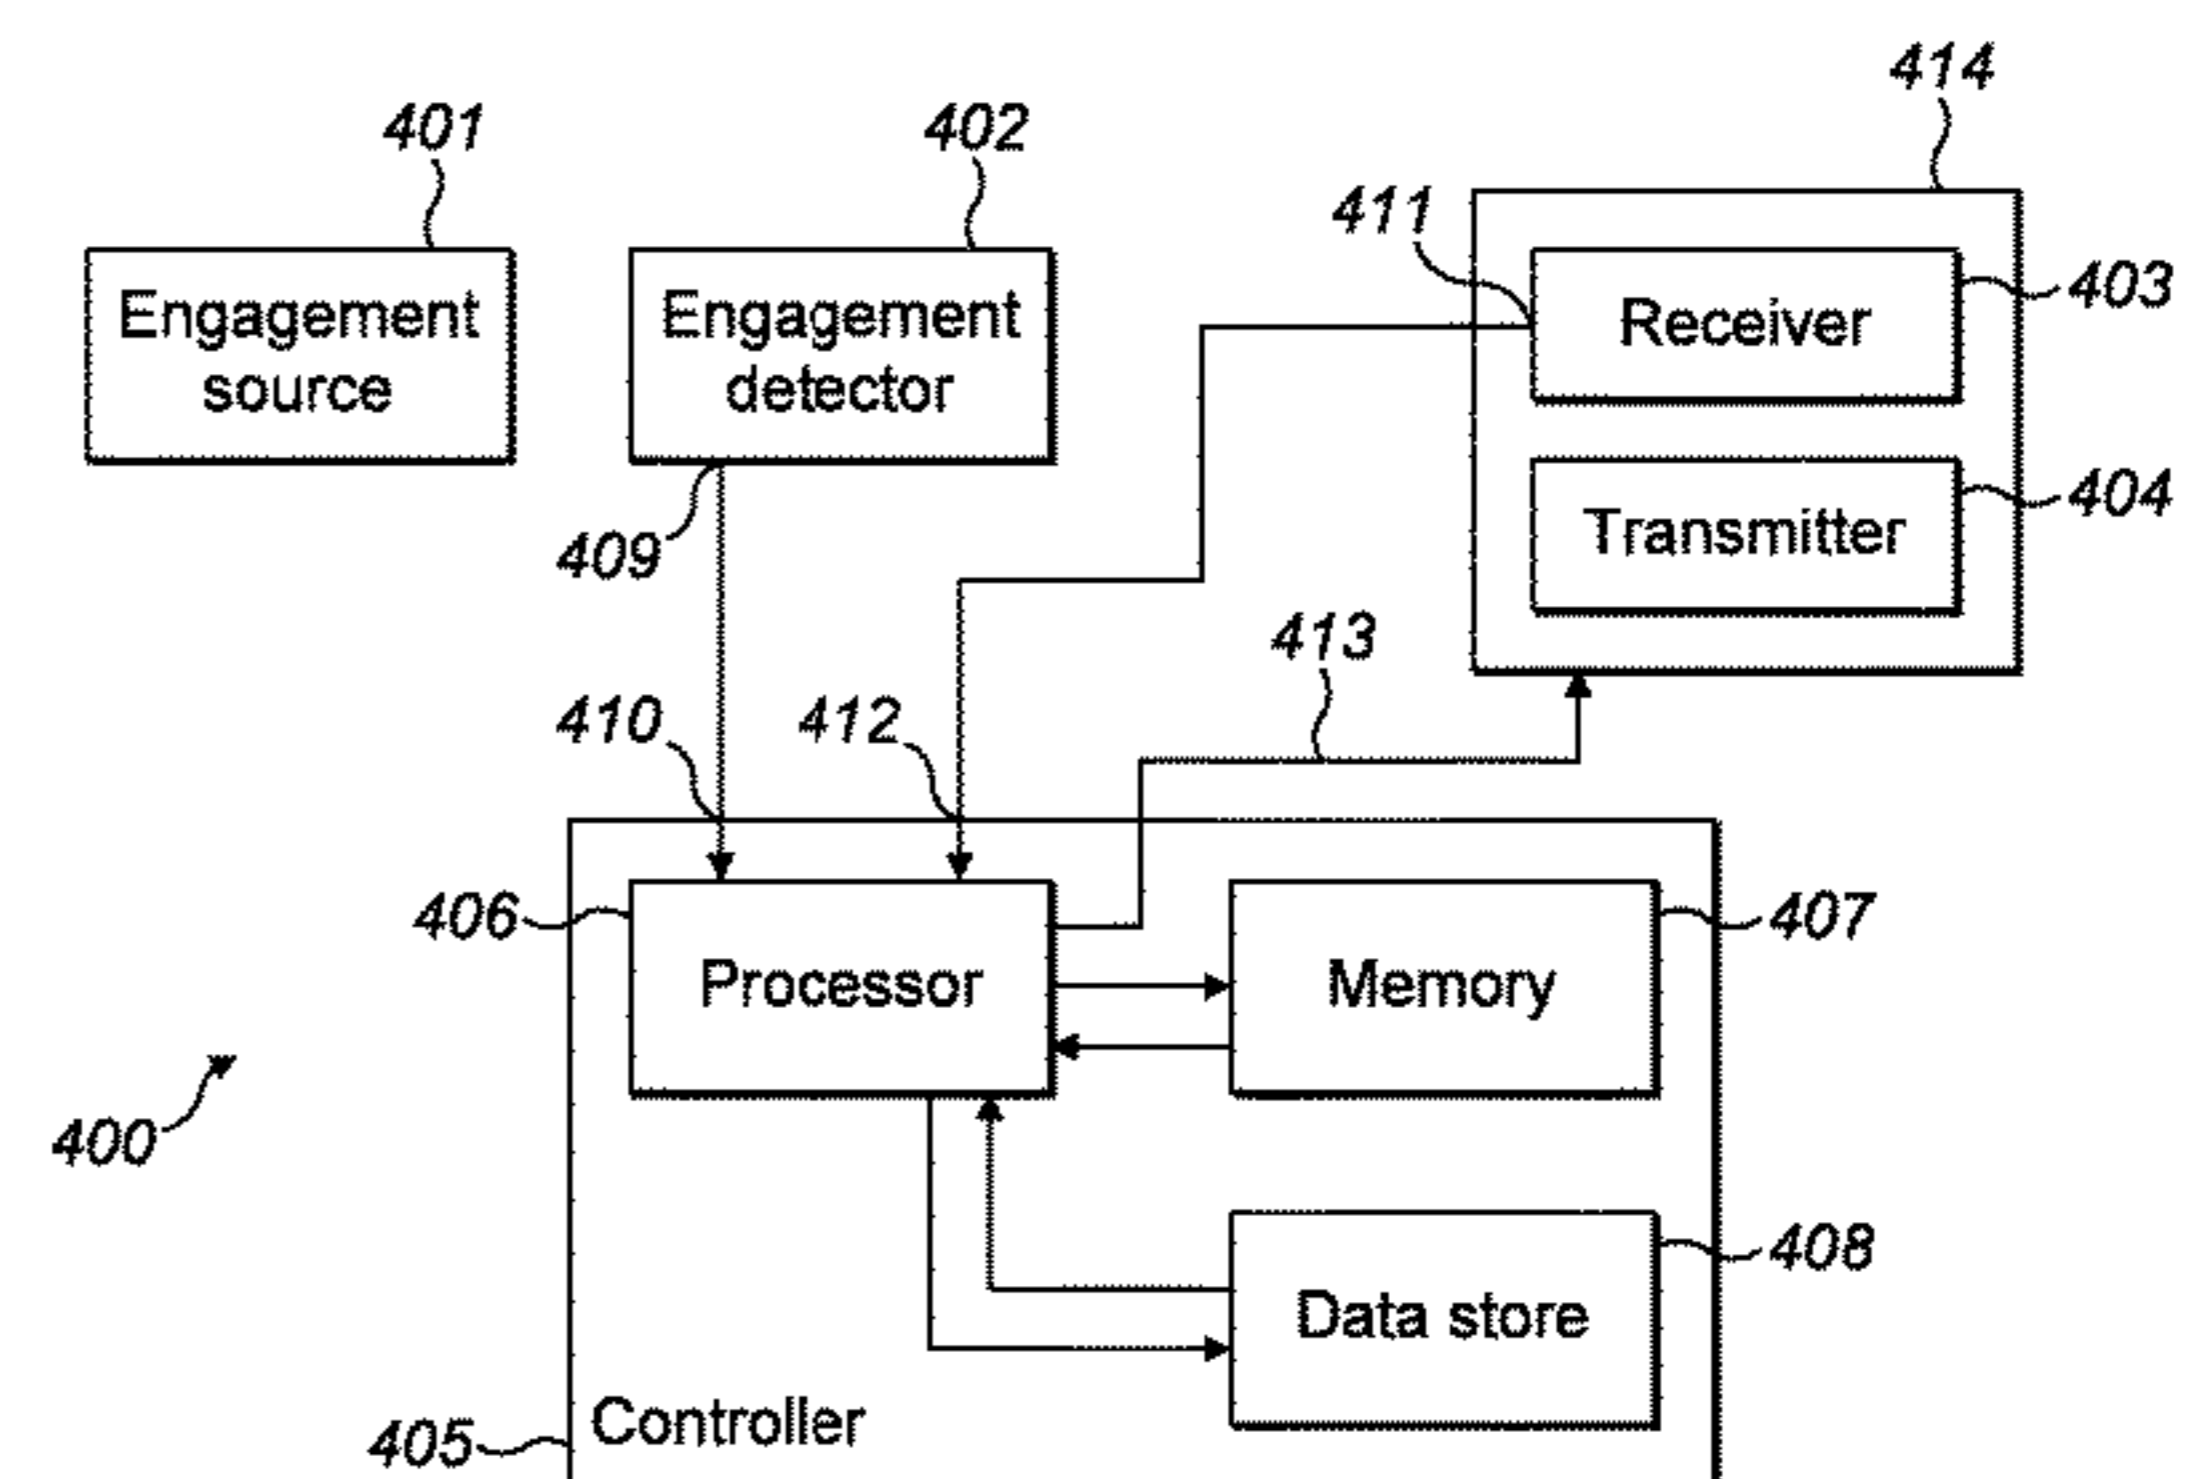 414
401
402
411
Engagement
source
Engagement
detector
Receiver
403
Transmitter
404
409
413
410
412
406
Processor
Memory
407
400
Data store
408
Controller
405